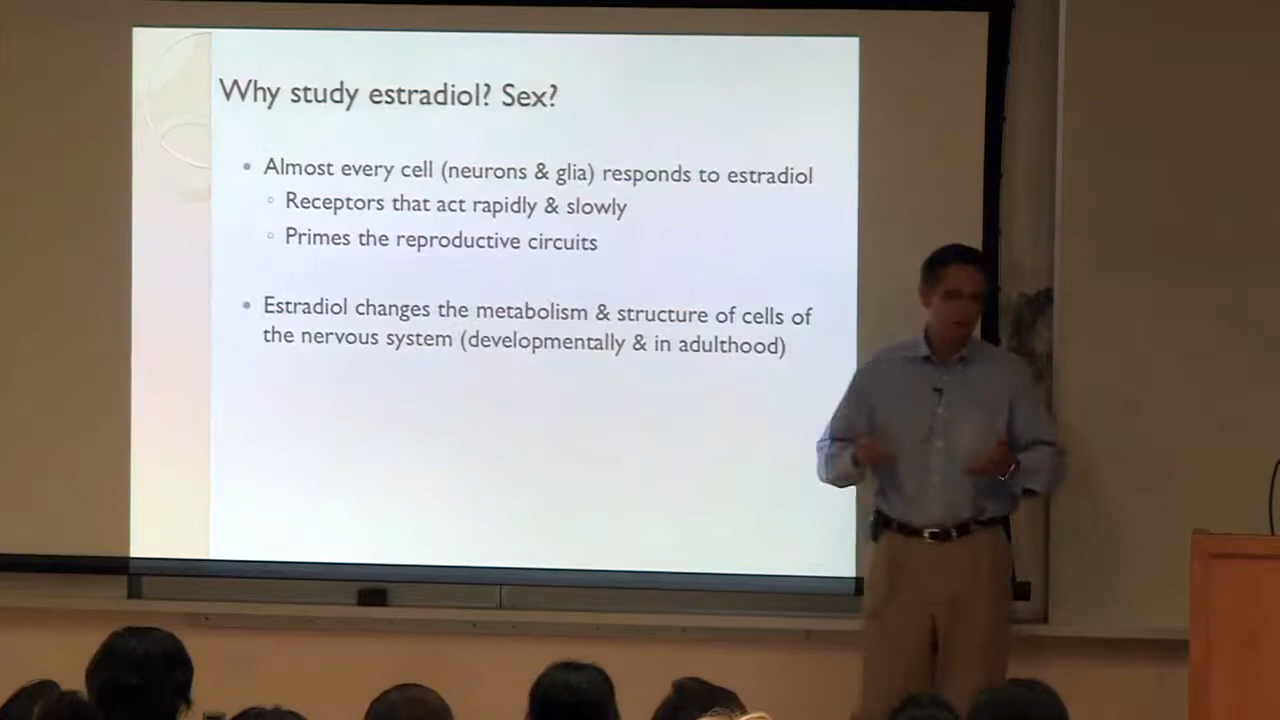 Why study estradiol? Sex?
• Almost every cell (neurons & glia) responds to estradiol
◦ Receptors that act rapidly & slowly
◦ Primes the reproductive circuits
• Estradiol changes the metabolism & structure of cells of
the nervous system (developmentally & in adulthood)